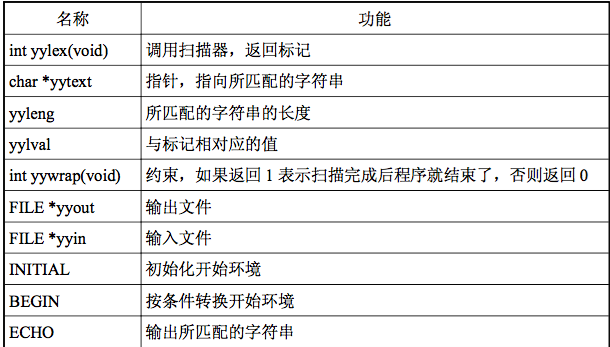 名称 功能
int yylex(void) 调用扫描器，返回标记
char *yytext 指针，指向所匹配的字符串
yyleng 所匹配的字符串的长度
yylval 与标记相对应的值
int yywrap(void) 约束，如果返回 1 表示扫描完成后程序就结束了，否则返回 0
FILE *yyout 输出文件
FILE *yyin 输入文件
INITIAL 初始化开始环境
BEGIN 按条件转换开始环境
ECHO 输出所匹配的字符串